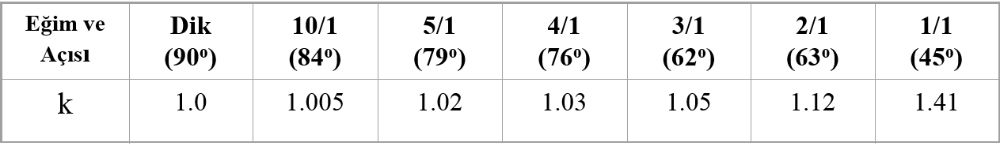 Eğim ve Açısı | Dik (90º) | 10/1 (84º) | 5/1 (79º) | 4/1 (76º) | 3/1 (62º) | 2/1 (63º) | 1/1 (45º)
k | 1.0 | 1.005 | 1.02 | 1.03 | 1.05 | 1.12 | 1.41